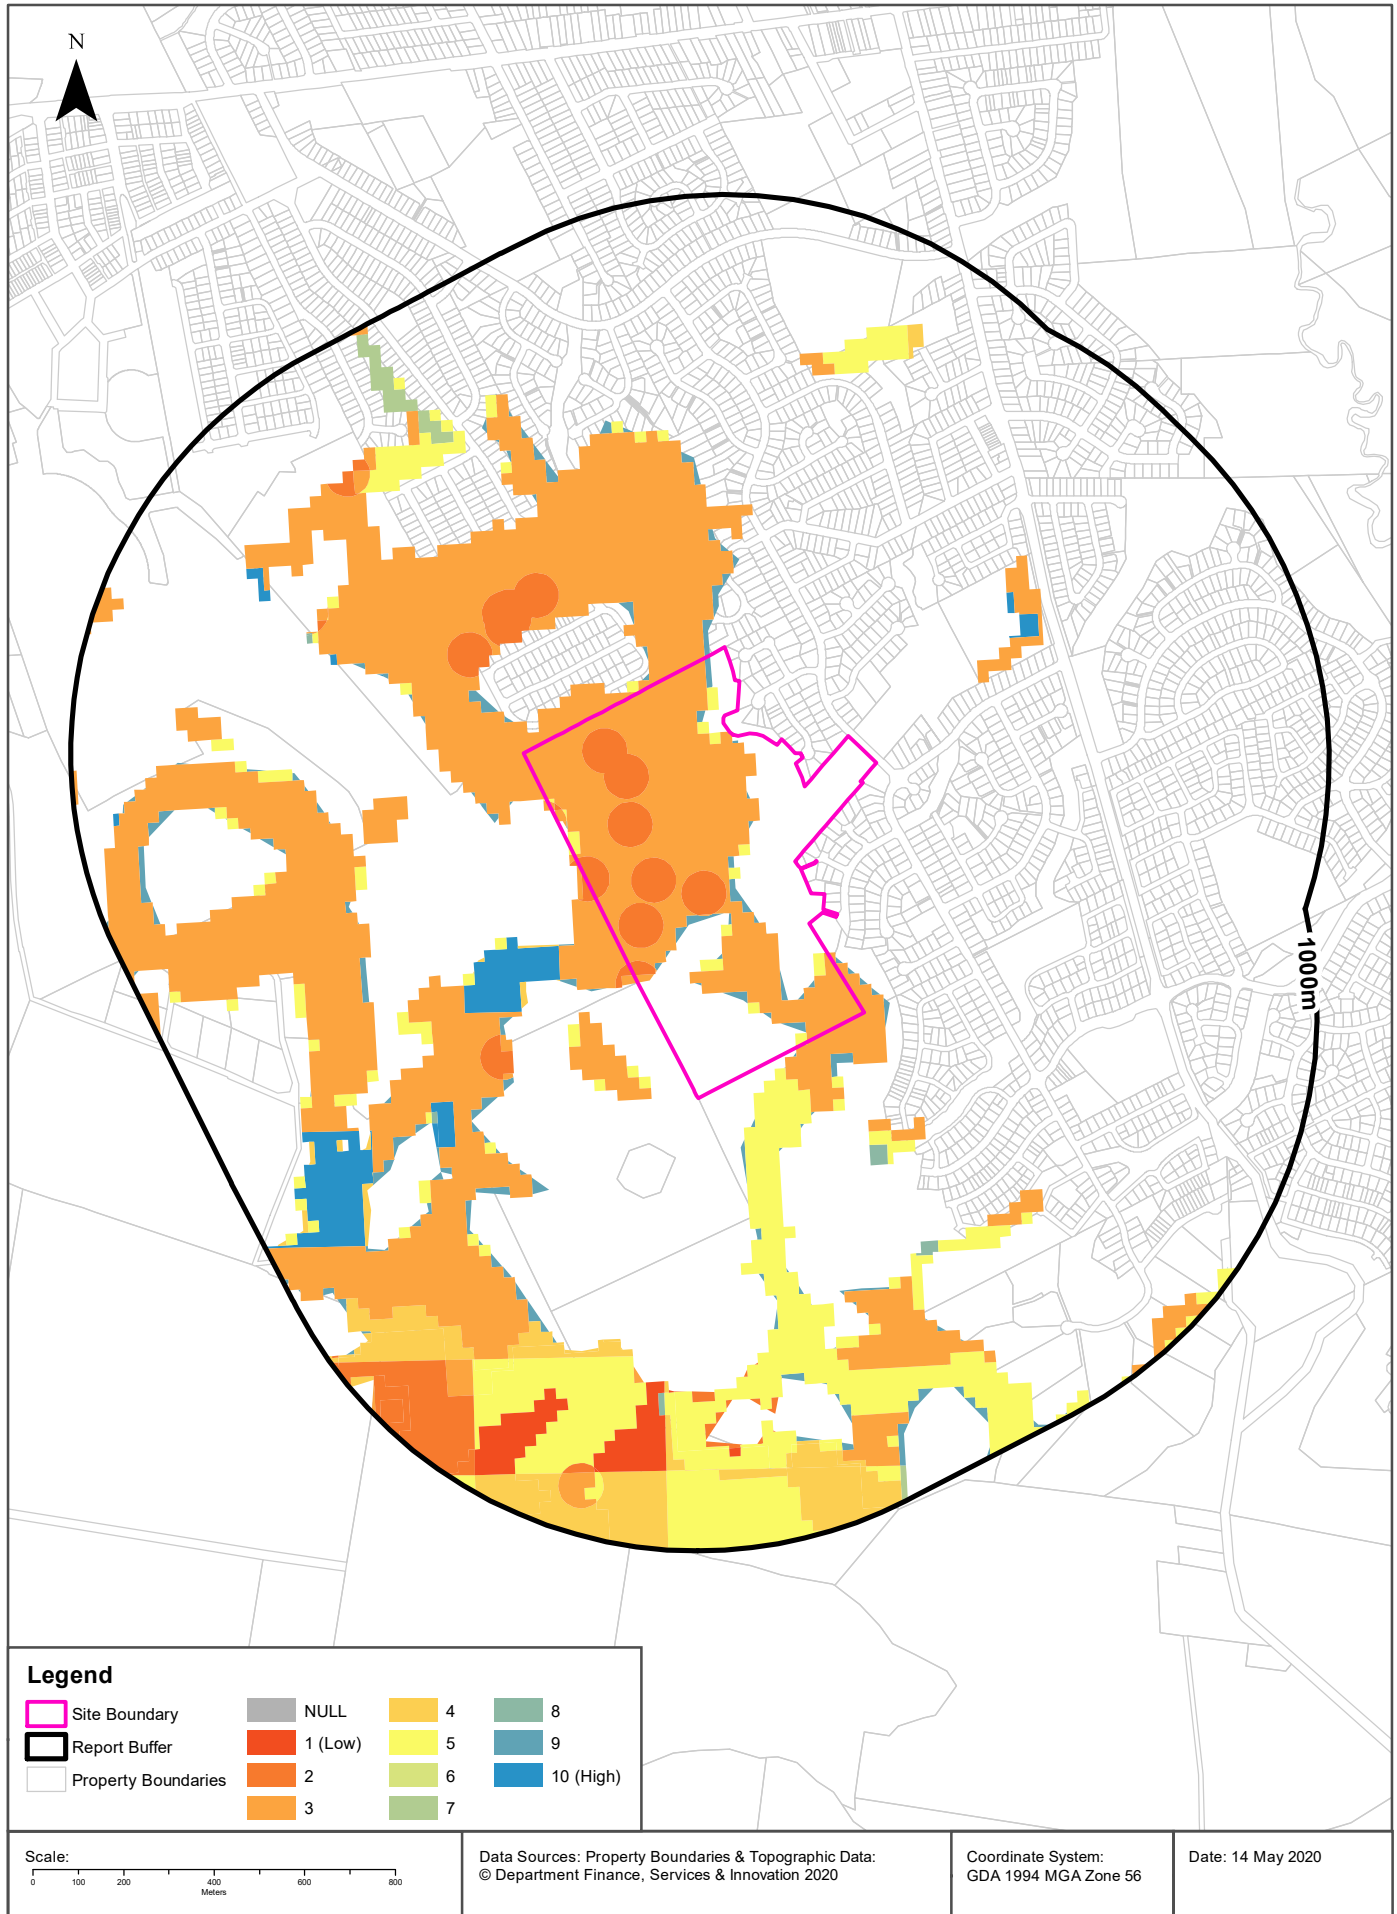 N
1000m
Legend
Site Boundary
Report Buffer
Property Boundaries
NULL
1 (Low)
2
3
4
5
6
7
8
9
10 (High)
Scale:
0 100 200 400 600 800
Meters
Data Sources: Property Boundaries & Topographic Data:
© Department Finance, Services & Innovation 2020
Coordinate System:
GDA 1994 MGA Zone 56
Date: 14 May 2020